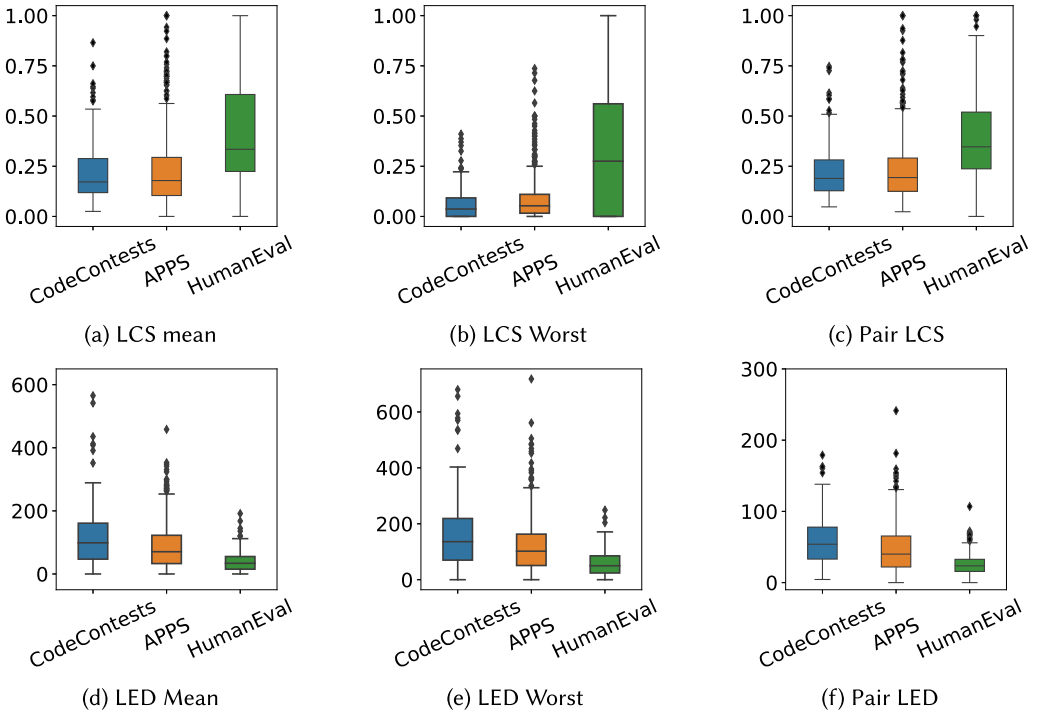 1.00
0.75
0.50
0.25
0.00
CodeContests
APPS
HumanEval
(a) LCS mean
1.00
0.75
0.50
0.25
0.00
CodeContests
APPS
HumanEval
(b) LCS Worst
1.00
0.75
0.50
0.25
0.00
CodeContests
APPS
HumanEval
(c) Pair LCS
600
400
200
0
CodeContests
APPS
HumanEval
(d) LED Mean
600
400
200
0
CodeContests
APPS
HumanEval
(e) LED Worst
300
200
100
0
CodeContests
APPS
HumanEval
(f) Pair LED